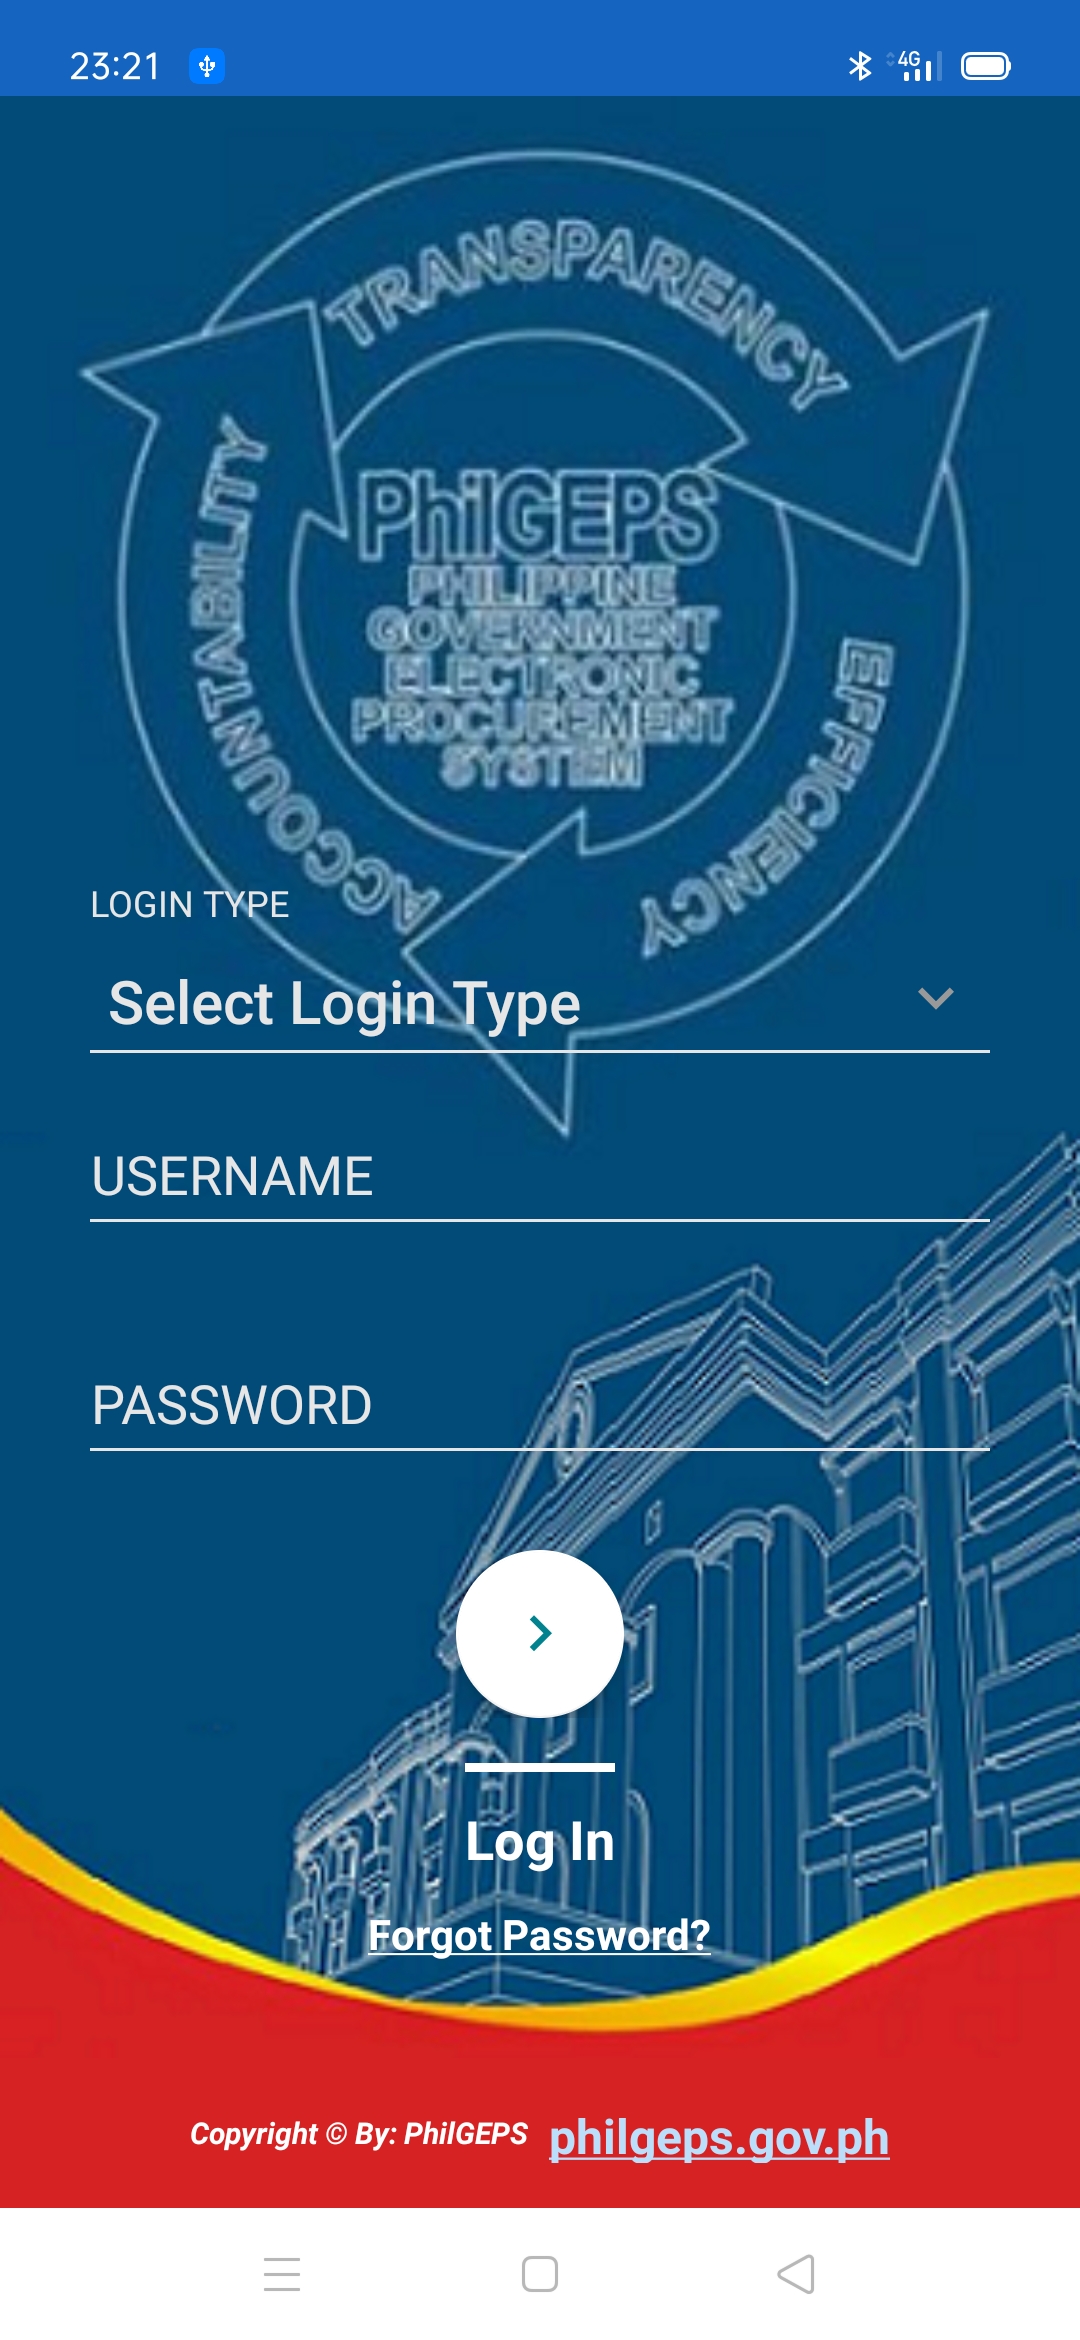 23:21
4G
TRANSPARENCY
ACCOUNTABILITY
EFFICIENCY
PhilGEPS
PHILIPPINE
GOVERNMENT
ELECTRONIC
PROCUREMENT
SYSTEM
LOGIN TYPE
Select Login Type
USERNAME
PASSWORD
Log In
Forgot Password?
Copyright © By: PhilGEPS philgeps.gov.ph